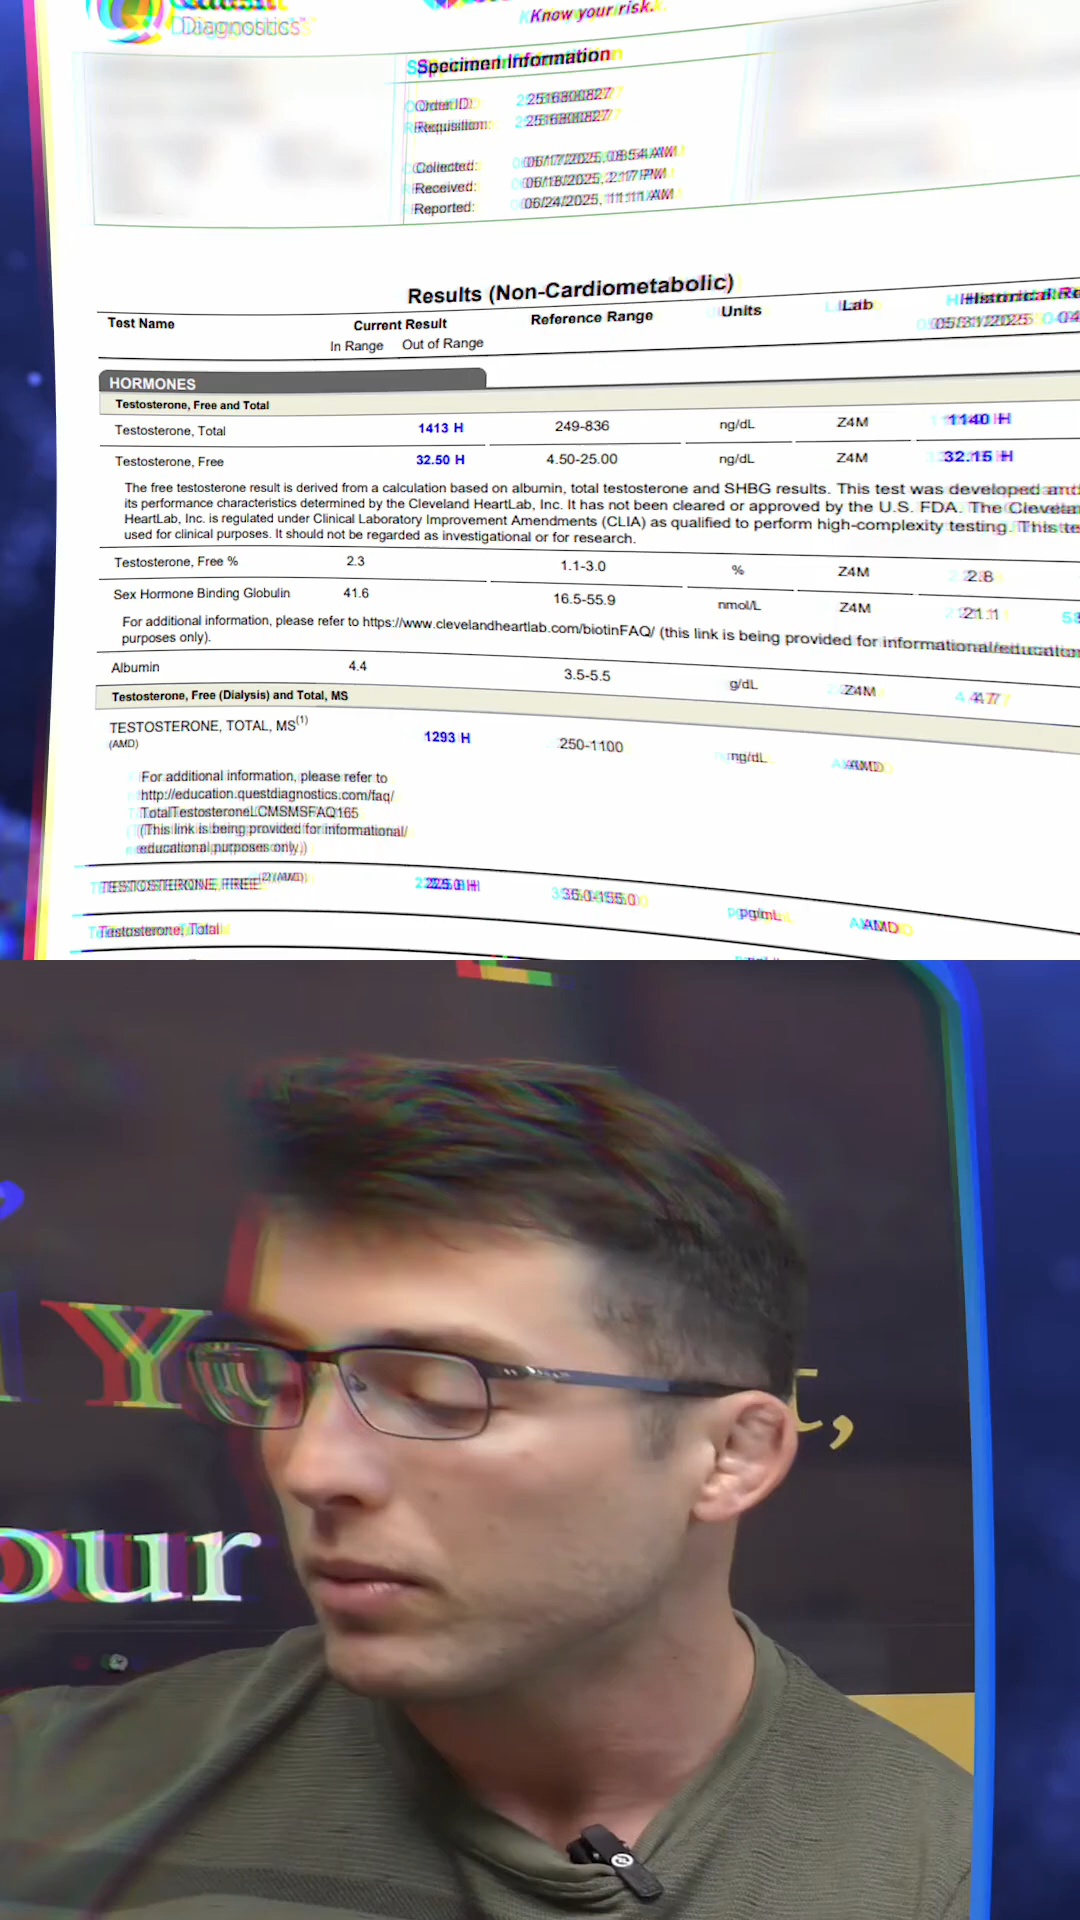 Diagnostics
Know your risk.
Specimen Information
Order ID: 2516300827
Requisition: 2516300827
Collected: 06/17/2025, 08:54 AM
Received: 06/18/2025, 2:17 PM
Reported: 06/24/2025, 11:11 AM
Results (Non-Cardiometabolic)
Test Name Current Result Reference Range Units Lab Historical Re
In Range Out of Range 05/31/2025 04
HORMONES
Testosterone, Free and Total
Testosterone, Total 1413 H 249-836 ng/dL Z4M 1140 H
Testosterone, Free 32.50 H 4.50-25.00 ng/dL Z4M 32.15 H
The free testosterone result is derived from a calculation based on albumin, total testosterone and SHBG results. This test was developed and
its performance characteristics determined by the Cleveland HeartLab, Inc. It has not been cleared or approved by the U.S. FDA. The Clevelan
HeartLab, Inc. is regulated under Clinical Laboratory Improvement Amendments (CLIA) as qualified to perform high-complexity testing. This te
used for clinical purposes. It should not be regarded as investigational or for research.
Testosterone, Free % 2.3 1.1-3.0 % Z4M 2.8
Sex Hormone Binding Globulin 41.6 16.5-55.9 nmol/L Z4M 21.1
For additional information, please refer to https://www.clevelandheartlab.com/biotinFAQ/ (this link is being provided for informational/education
purposes only).
Albumin 4.4 3.5-5.5 g/dL Z4M 4.7
Testosterone, Free (Dialysis) and Total, MS
TESTOSTERONE, TOTAL, MS(1) 1293 H 250-1100 ng/dL AMD
(AMD)
For additional information, please refer to
http://education.questdiagnostics.com/faq/
TotalTestosteroneLCMSMSFAQ165
(This link is being provided for informational/
educational purposes only.)
TESTOSTERONE, FREE(2) (AMD) 225.0 H 35.0-155.0 pg/mL AMD
Testosterone, Total
You
t,
our